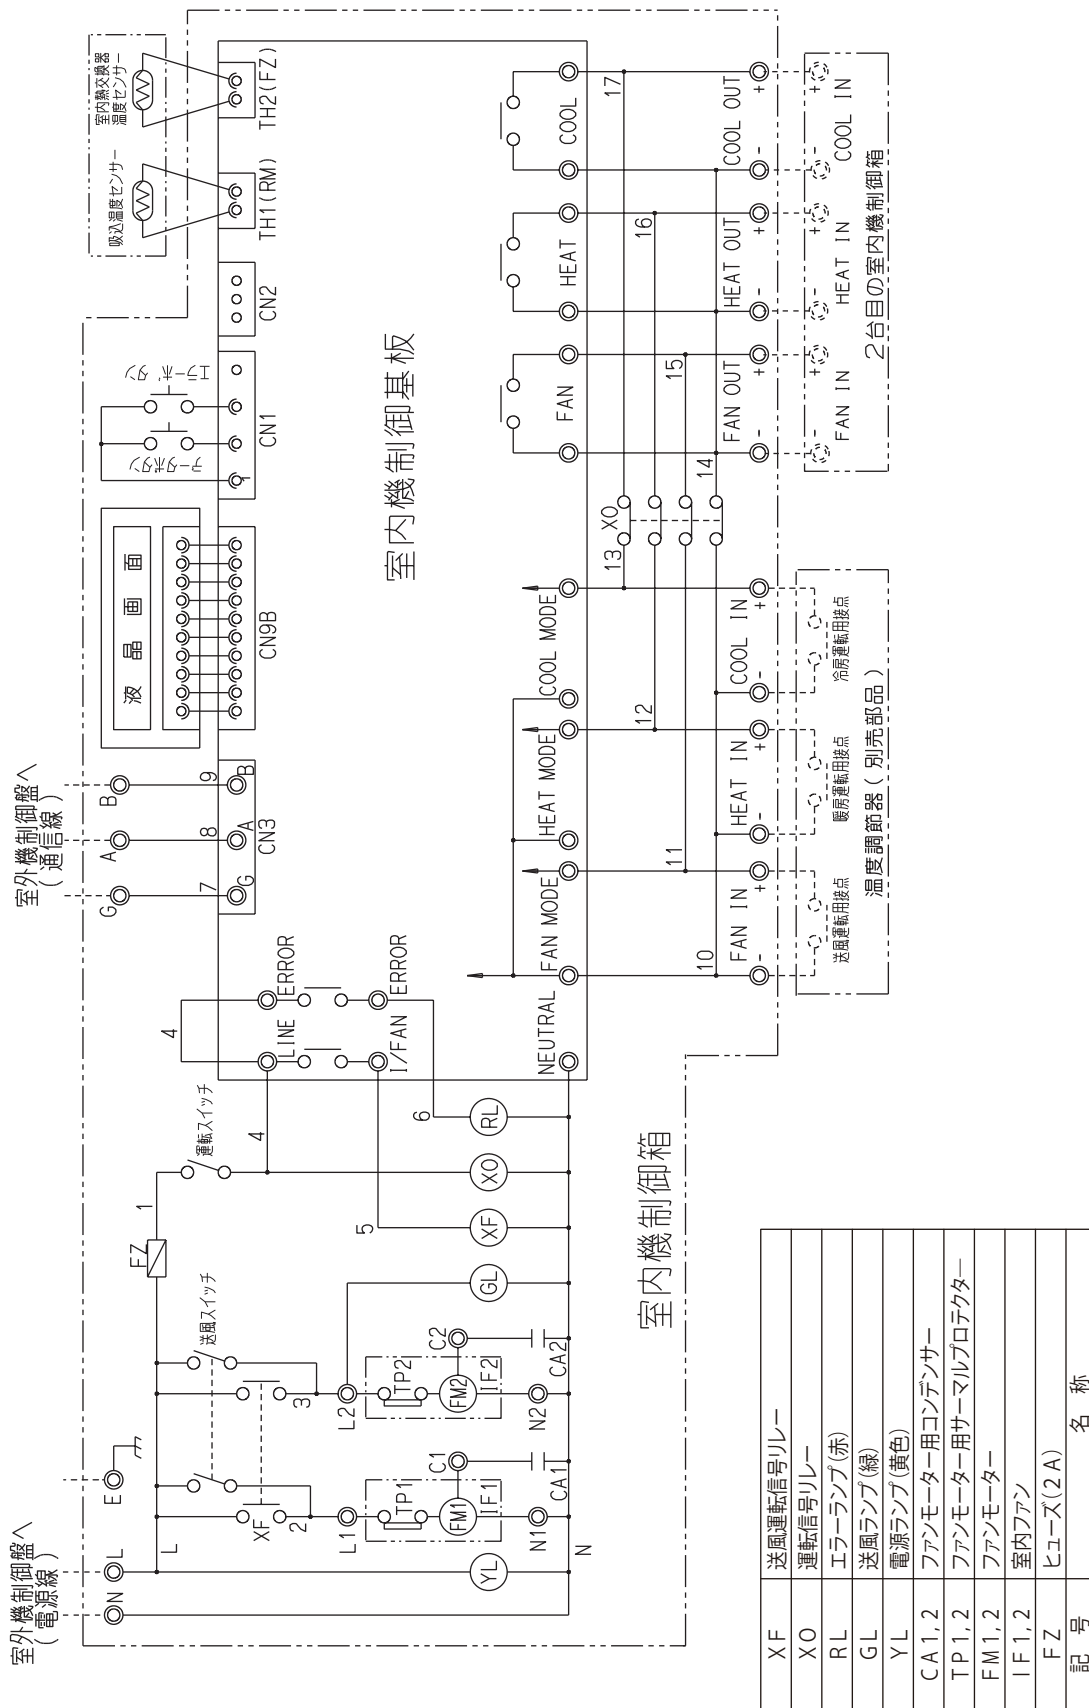 室外機制御盤へ
(電源線)
N
L
E
室外機制御盤へ
(通信線)
G
A
B
7
8
9
G
A
B
CN3
液晶画面
CN9B
データボタン
エラーボタン
1
CN1
CN2
吸込温度センサー
室内熱交換器
温度センサー
TH1(RM)
TH2(FZ)
L
送風スイッチ
FZ
1
運転スイッチ
4
4
LINE
ERROR
I/FAN
ERROR
XF
2
3
5
6
L1
L2
TP1
TP2
FM1
FM2
IF1
IF2
C1
C2
N1
N2
CA1
CA2
YL
GL
XF
XO
RL
N
NEUTRAL
室内機制御基板
室内機制御箱
FAN MODE
HEAT MODE
COOL MODE
FAN
HEAT
COOL
10
11
12
13
XO
14
15
16
17
FAN IN
HEAT IN
COOL IN
FAN OUT
HEAT OUT
COOL OUT
- +
- +
- +
- +
- +
- +
送風運転用接点
暖房運転用接点
冷房運転用接点
温度調節器(別売部品)
- +
- +
- +
FAN IN
HEAT IN
COOL IN
2台目の室内機制御箱
XF 送風運転信号リレー
XO 運転信号リレー
RL エラーランプ(赤)
GL 送風ランプ(緑)
YL 電源ランプ(黄色)
CA1,2 ファンモーター用コンデンサー
TP1,2 ファンモーター用サーマルプロテクター
FM1,2 ファンモーター
IF1,2 室内ファン
FZ ヒューズ(2A)
記号 名称